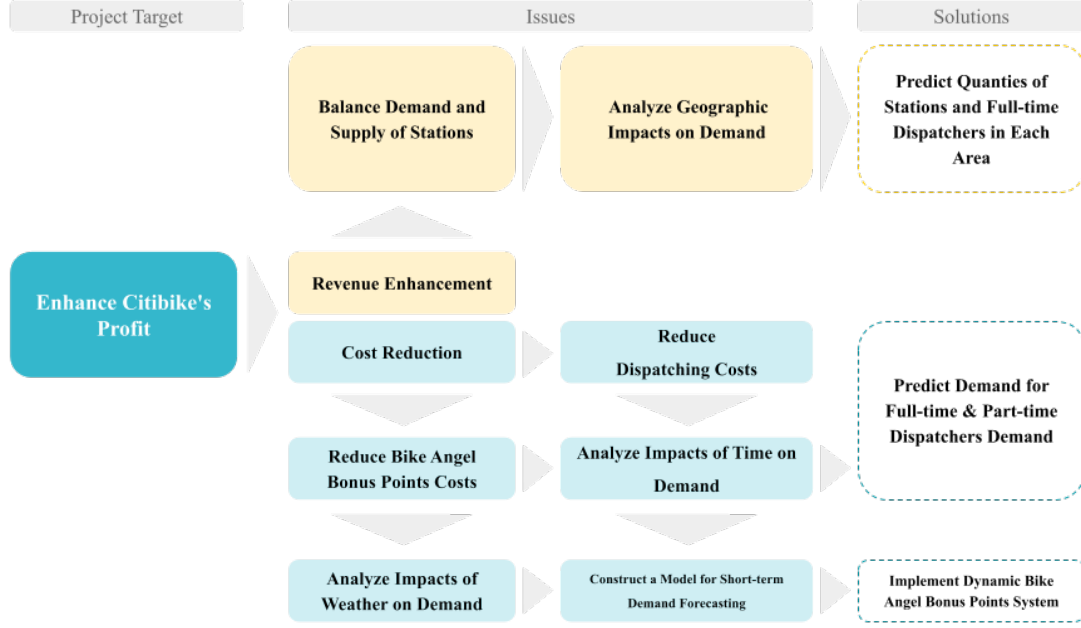 Project Target
Issues
Solutions
Balance Demand and
Supply of Stations
Analyze Geographic
Impacts on Demand
Predict Quanties of
Stations and Full-time
Dispatchers in Each
Area
Enhance Citibike's
Profit
Revenue Enhancement
Cost Reduction
Reduce
Dispatching Costs
Predict Demand for
Full-time & Part-time
Dispatchers Demand
Reduce Bike Angel
Bonus Points Costs
Analyze Impacts of Time on
Demand
Analyze Impacts of
Weather on Demand
Construct a Model for Short-term
Demand Forecasting
Implement Dynamic Bike
Angel Bonus Points System